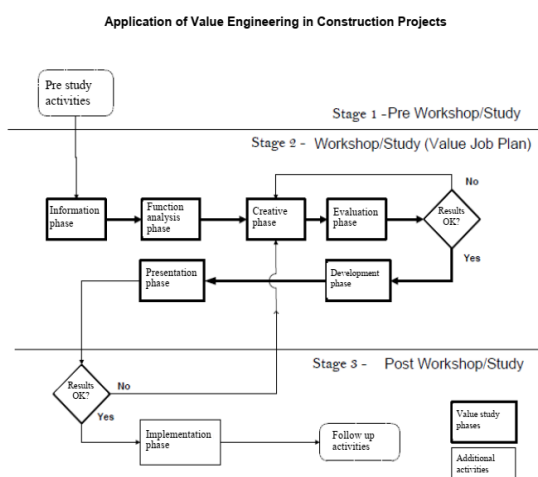 Application of Value Engineering in Construction Projects
Pre study
activities
Stage 1 -Pre Workshop/Study
Stage 2 - Workshop/Study (Value Job Plan)
No
Information
phase
Function
analysis
phase
Creative
phase
Evaluation
phase
Results
OK?
Yes
Presentation
phase
Development
phase
Stage 3 - Post Workshop/Study
Results
OK?
No
Yes
Implementation
phase
Follow up
activities
Value study
phases
Additional
activities